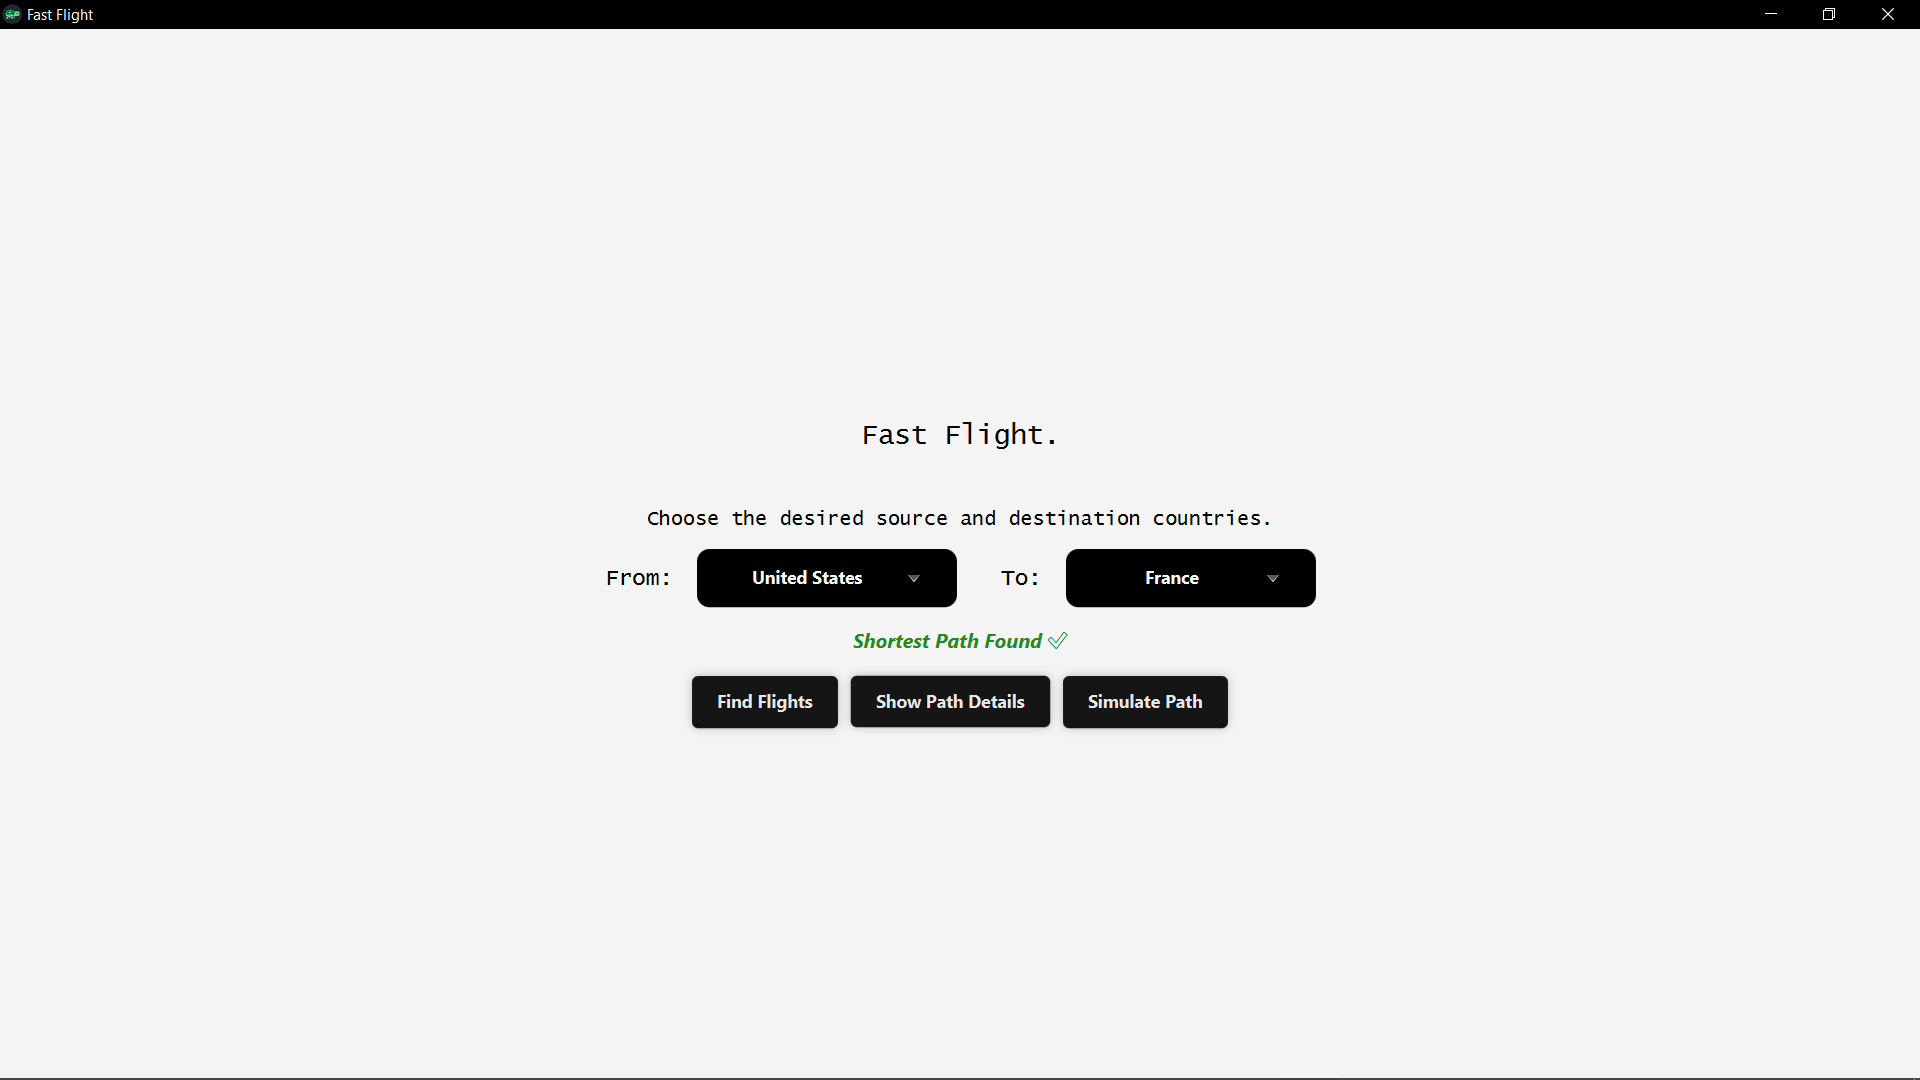 Fast Flight
Fast Flight.
Choose the desired source and destination countries.
From: United States To: France
Shortest Path Found
Find Flights Show Path Details Simulate Path